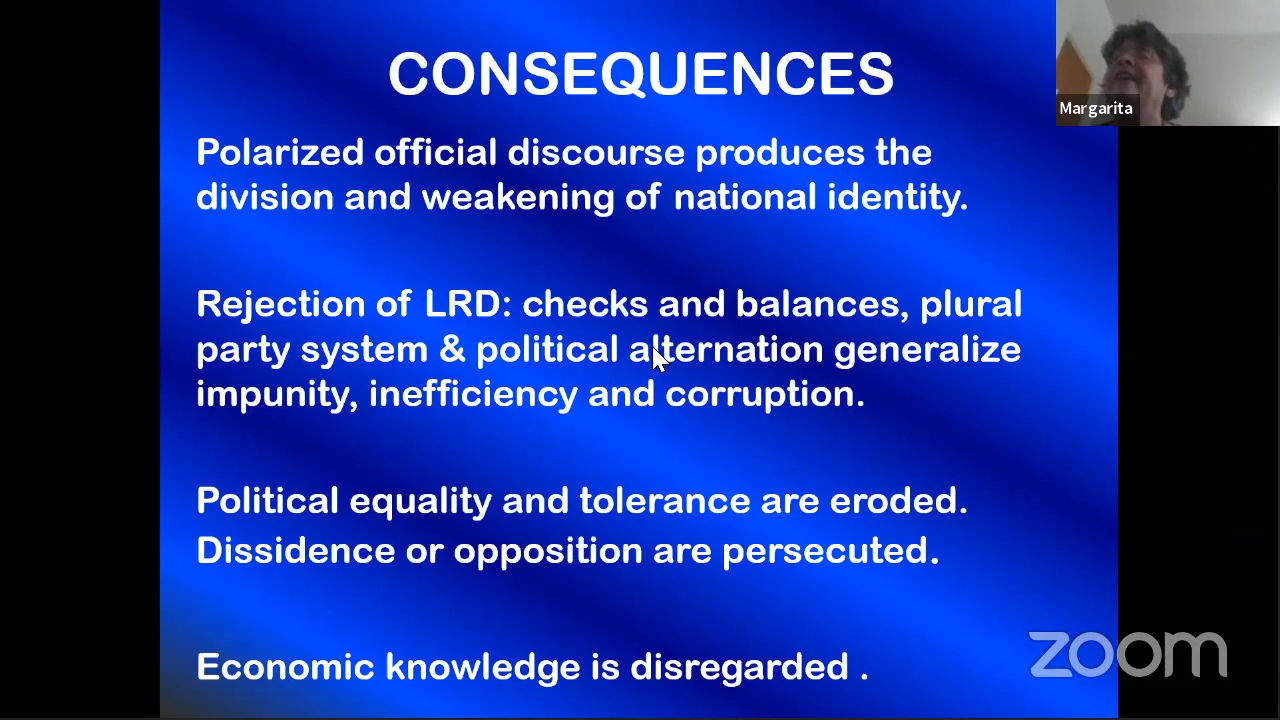 CONSEQUENCES
Margarita
Polarized official discourse produces the
division and weakening of national identity.
Rejection of LRD: checks and balances, plural
party system & political alternation generalize
impunity, inefficiency and corruption.
Political equality and tolerance are eroded.
Dissidence or opposition are persecuted.
Economic knowledge is disregarded .
zoom